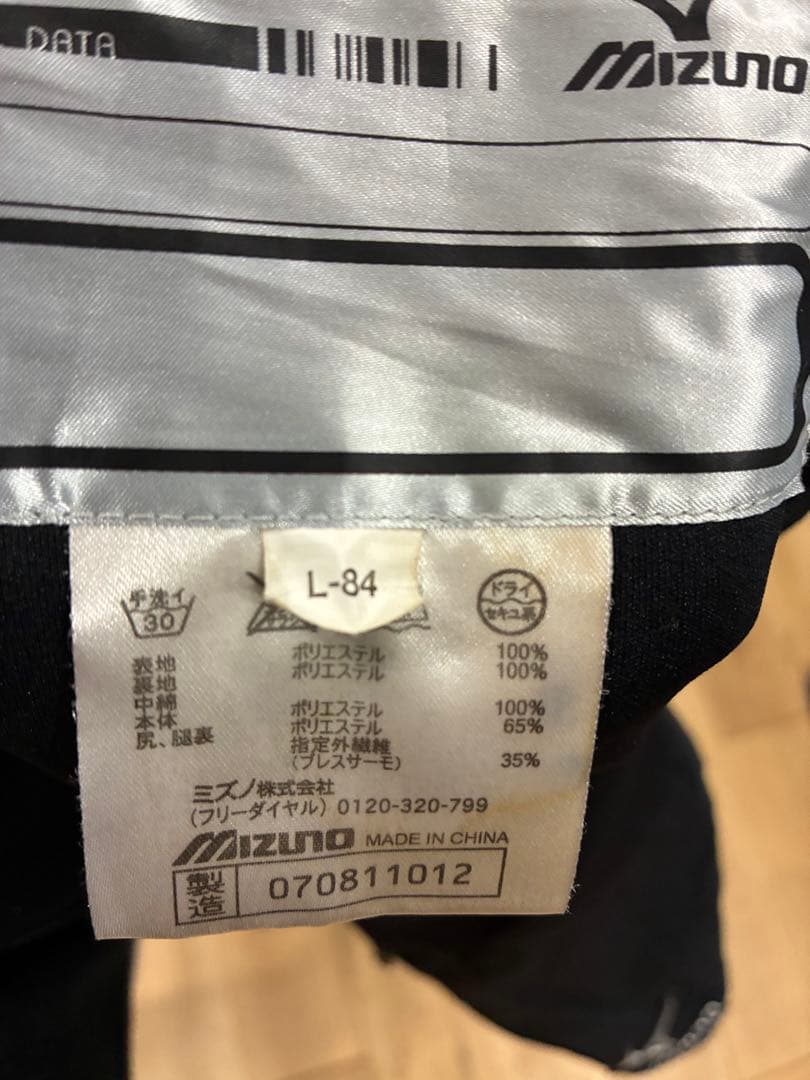 DATA
MIZUNO
L-84
手洗イ
30
ドライ
セキユ系
表地 ポリエステル 100%
裏地 ポリエステル 100%
中綿
本体 ポリエステル 100%
尻、腿裏 ポリエステル 65%
指定外繊維
(ブレスサーモ) 35%
ミズノ株式会社
(フリーダイヤル) 0120-320-799
MIZUNO MADE IN CHINA
製造 070811012